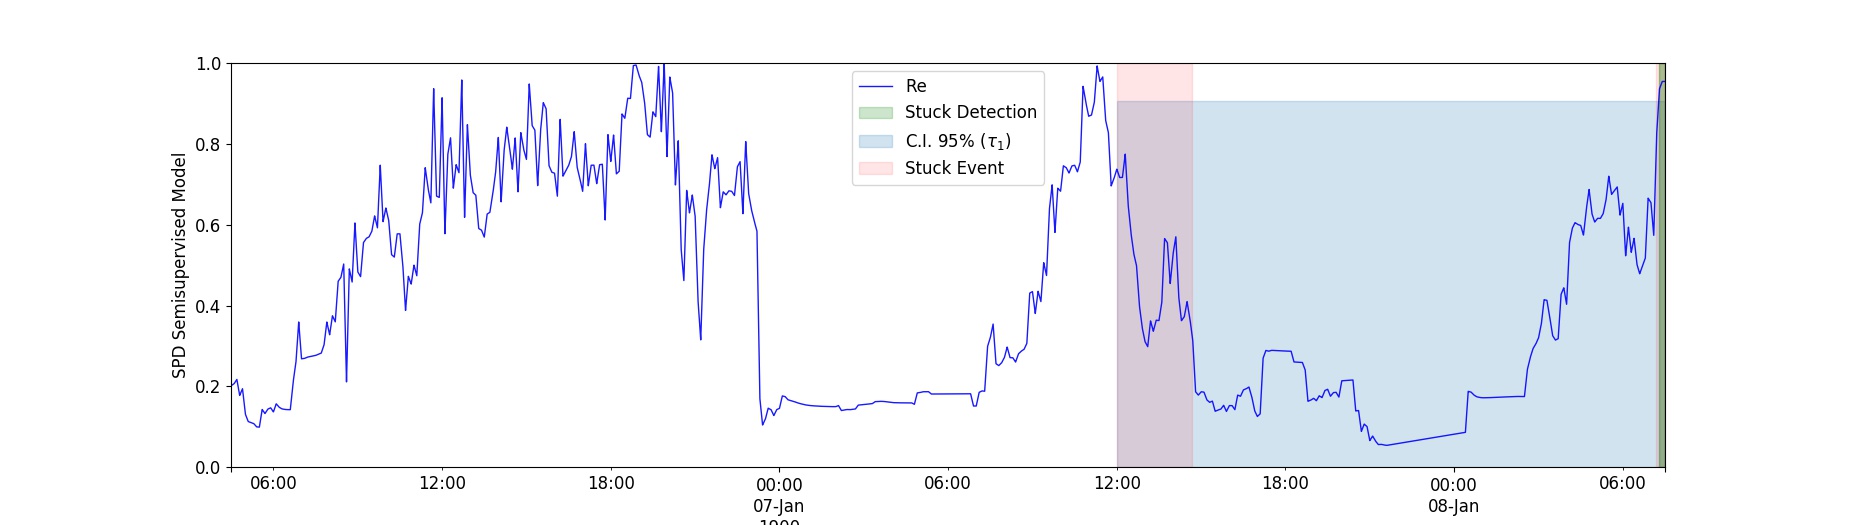 SPD Semisupervised Model
1.0
0.8
0.6
0.4
0.2
0.0
Re
Stuck Detection
C.I. 95% (τ₁)
Stuck Event
06:00 12:00 18:00 00:00 06:00 12:00 18:00 00:00 06:00
07-Jan 08-Jan
1900